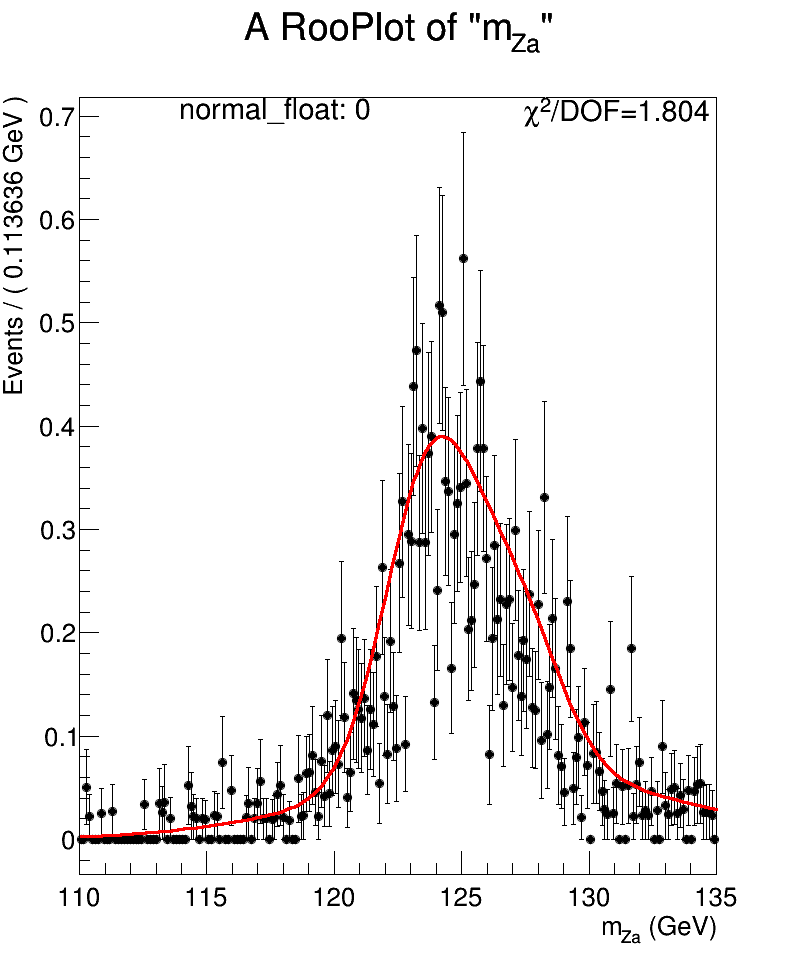 A RooPlot of "m_Za"
normal_float: 0
χ²/DOF=1.804
Events / ( 0.113636 GeV )
0.7
0.6
0.5
0.4
0.3
0.2
0.1
0
110 115 120 125 130 135
m_Za (GeV)